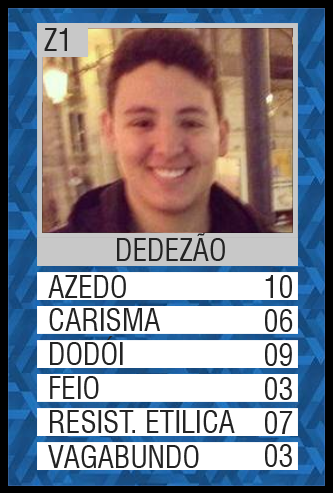 Z1
DEDEZÃO
AZEDO 10
CARISMA 06
DODÓI 09
FEIO 03
RESIST. ETILICA 07
VAGABUNDO 03